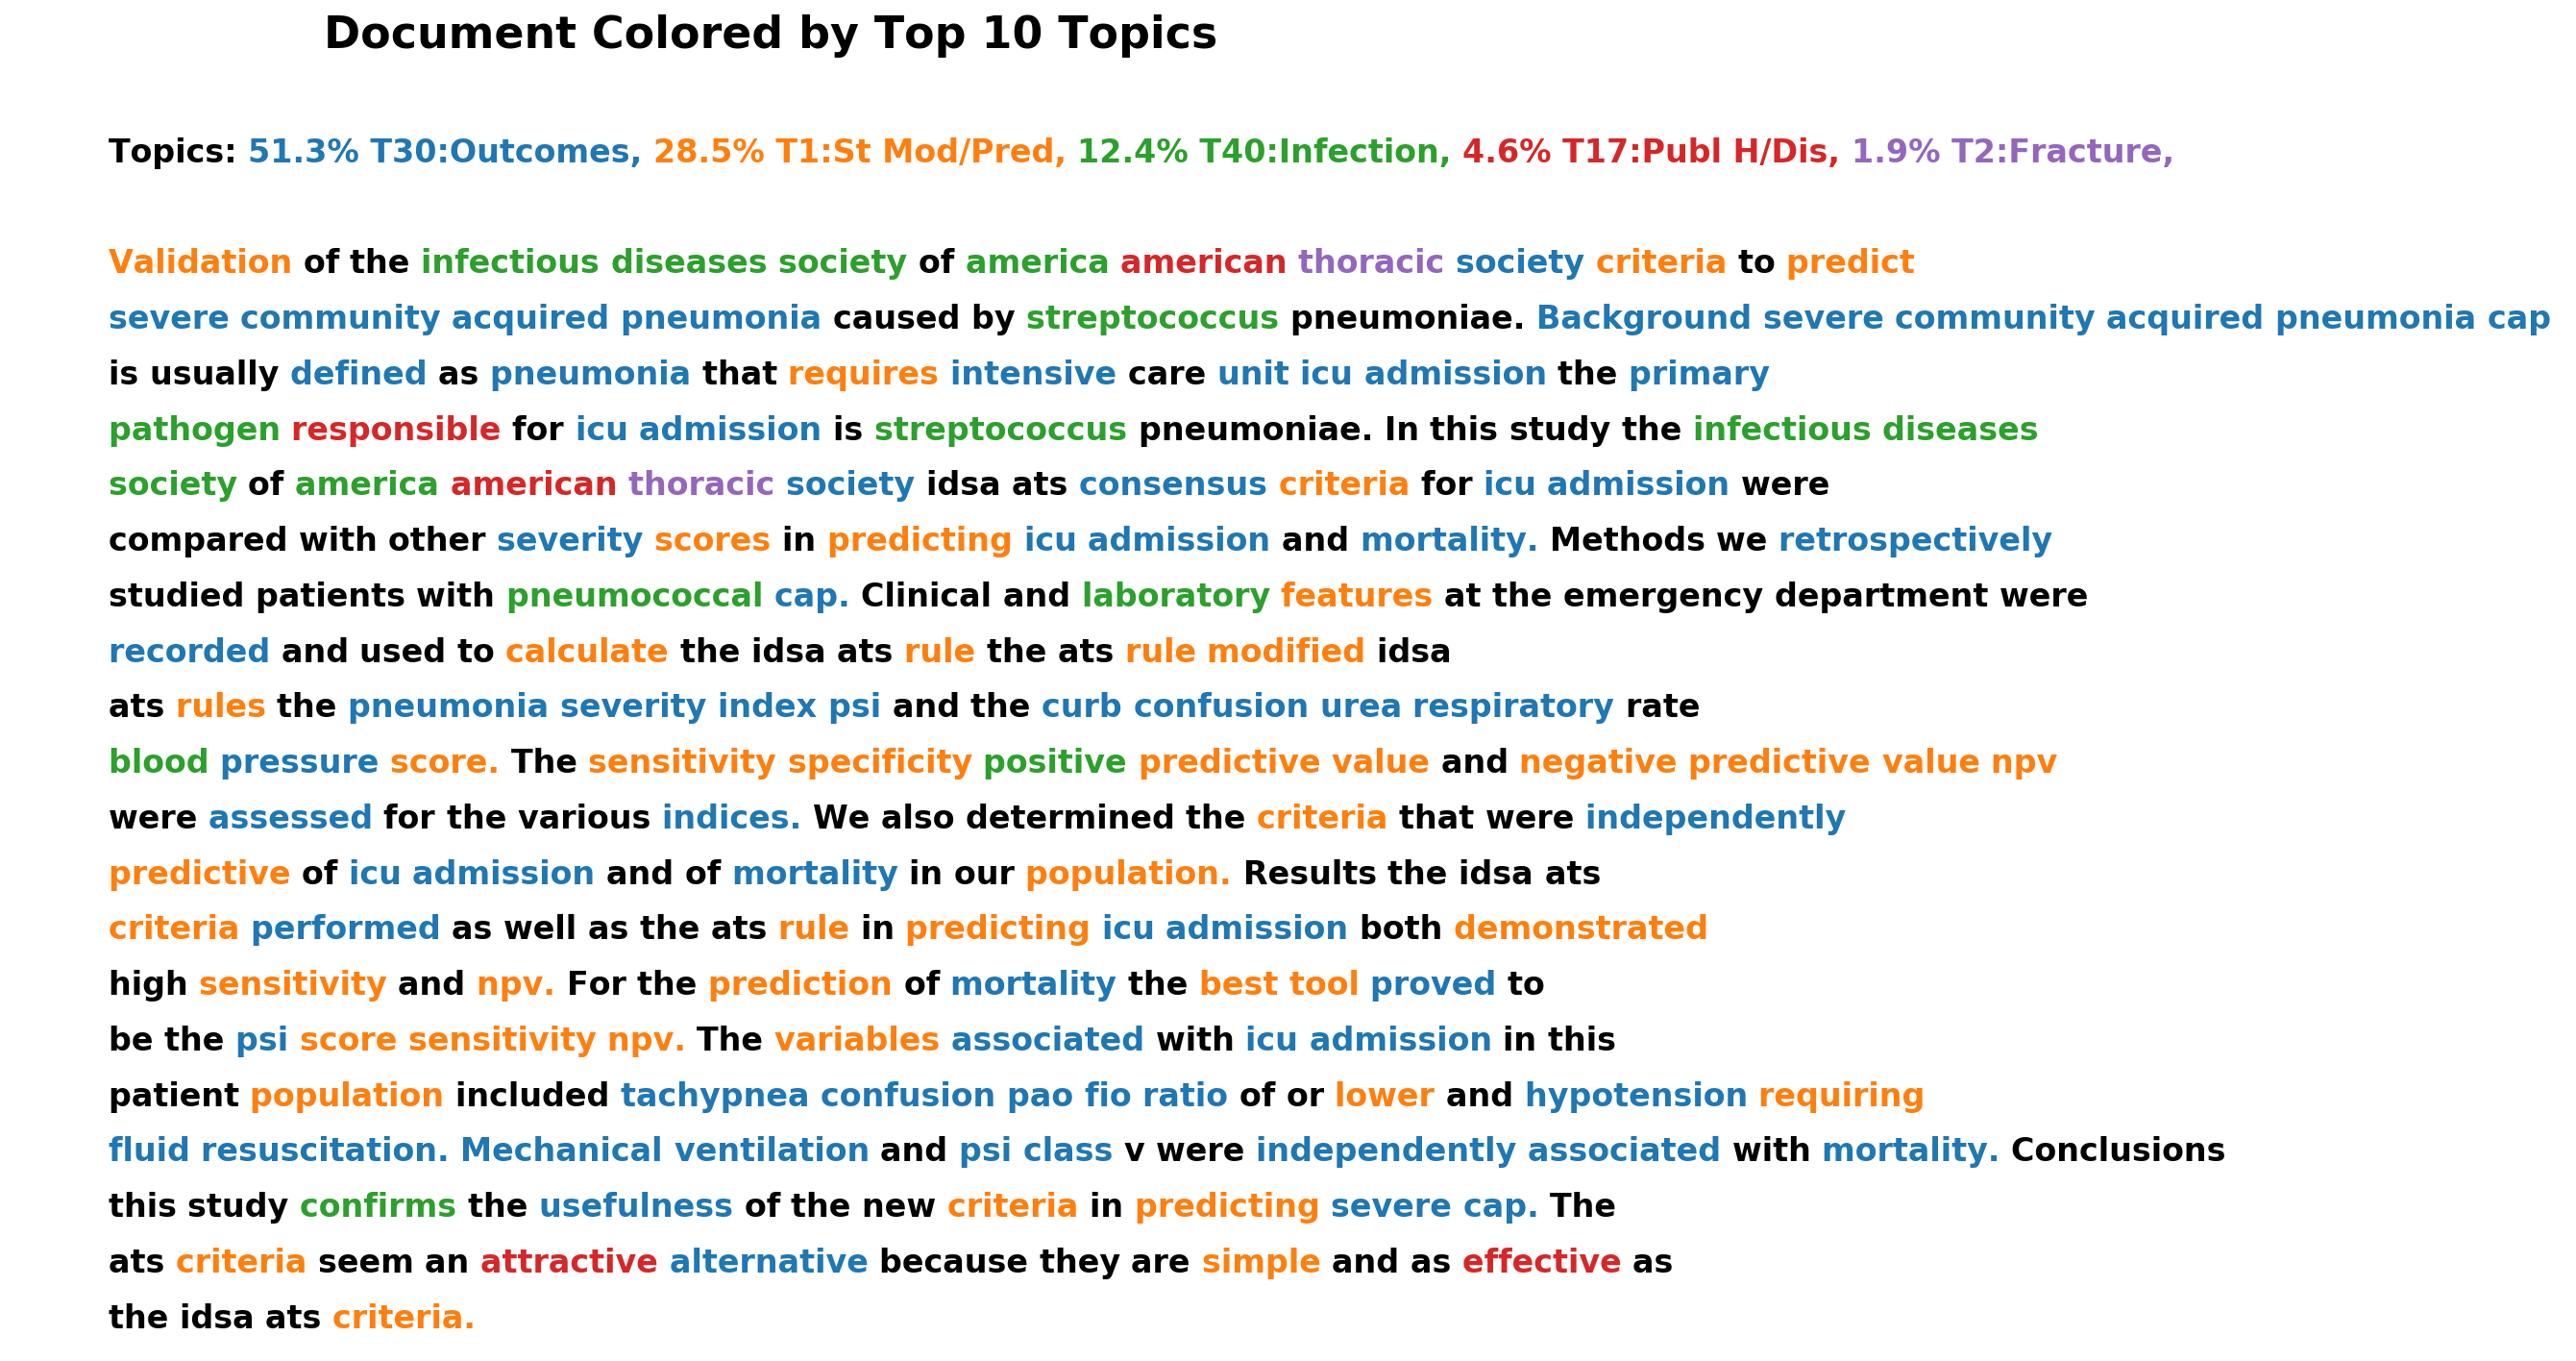 Document Colored by Top 10 Topics
Topics: 51.3% T30:Outcomes, 28.5% T1:St Mod/Pred, 12.4% T40:Infection, 4.6% T17:Publ H/Dis, 1.9% T2:Fracture,
Validation of the infectious diseases society of america american thoracic society criteria to predict
severe community acquired pneumonia caused by streptococcus pneumoniae. Background severe community acquired pneumonia cap
is usually defined as pneumonia that requires intensive care unit icu admission the primary
pathogen responsible for icu admission is streptococcus pneumoniae. In this study the infectious diseases
society of america american thoracic society idsa ats consensus criteria for icu admission were
compared with other severity scores in predicting icu admission and mortality. Methods we retrospectively
studied patients with pneumococcal cap. Clinical and laboratory features at the emergency department were
recorded and used to calculate the idsa ats rule the ats rule modified idsa
ats rules the pneumonia severity index psi and the curb confusion urea respiratory rate
blood pressure score. The sensitivity specificity positive predictive value and negative predictive value npv
were assessed for the various indices. We also determined the criteria that were independently
predictive of icu admission and of mortality in our population. Results the idsa ats
criteria performed as well as the ats rule in predicting icu admission both demonstrated
high sensitivity and npv. For the prediction of mortality the best tool proved to
be the psi score sensitivity npv. The variables associated with icu admission in this
patient population included tachypnea confusion pao fio ratio of or lower and hypotension requiring
fluid resuscitation. Mechanical ventilation and psi class v were independently associated with mortality. Conclusions
this study confirms the usefulness of the new criteria in predicting severe cap. The
ats criteria seem an attractive alternative because they are simple and as effective as
the idsa ats criteria.